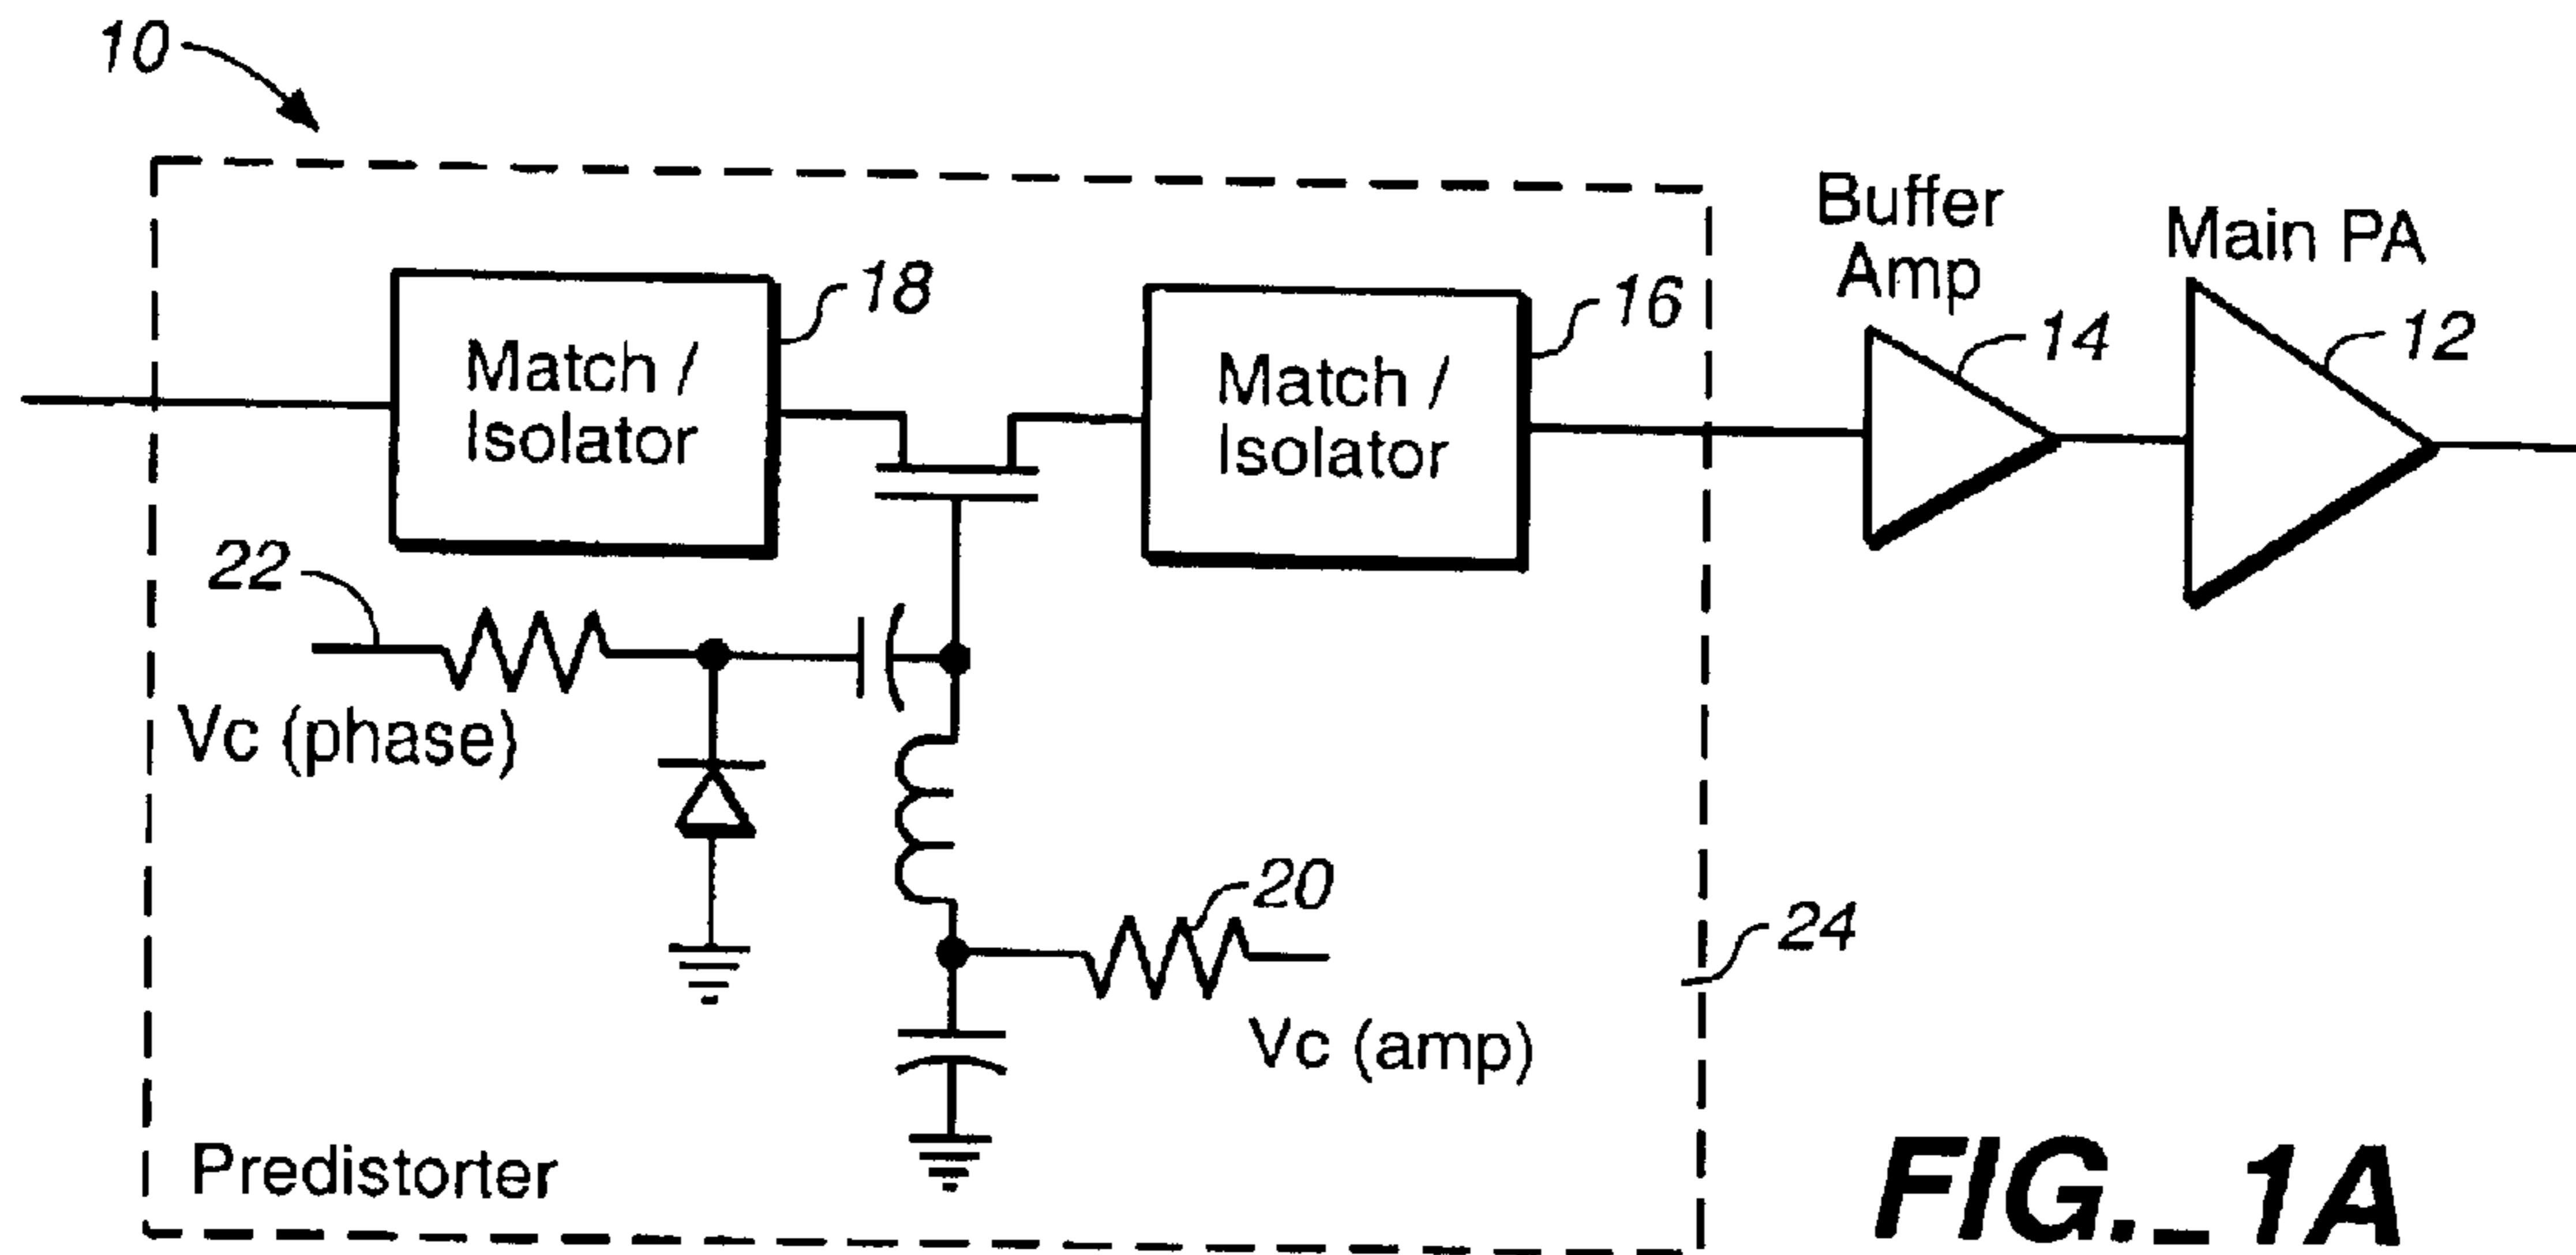 10
Buffer
Amp
Main PA
18
16
14
12
Match /
Isolator
Match /
Isolator
22
Vc (phase)
20
24
Vc (amp)
Predistorter
FIG._1A